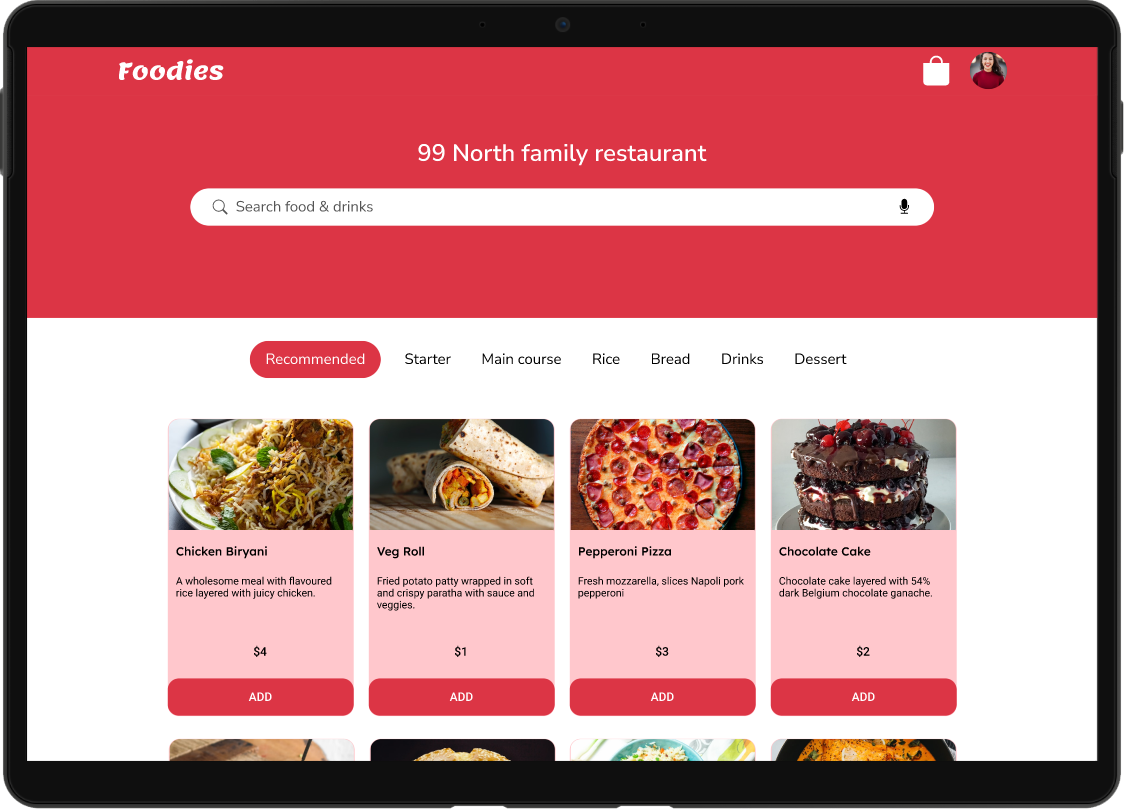 Foodies
99 North family restaurant
Search food & drinks
Recommended Starter Main course Rice Bread Drinks Dessert
Chicken Biryani
A wholesome meal with flavoured
rice layered with juicy chicken.
$4
ADD
Veg Roll
Fried potato patty wrapped in soft
and crispy paratha with sauce and
veggies.
$1
ADD
Pepperoni Pizza
Fresh mozzarella, slices Napoli pork
pepperoni
$3
ADD
Chocolate Cake
Chocolate cake layered with 54%
dark Belgium chocolate ganache.
$2
ADD